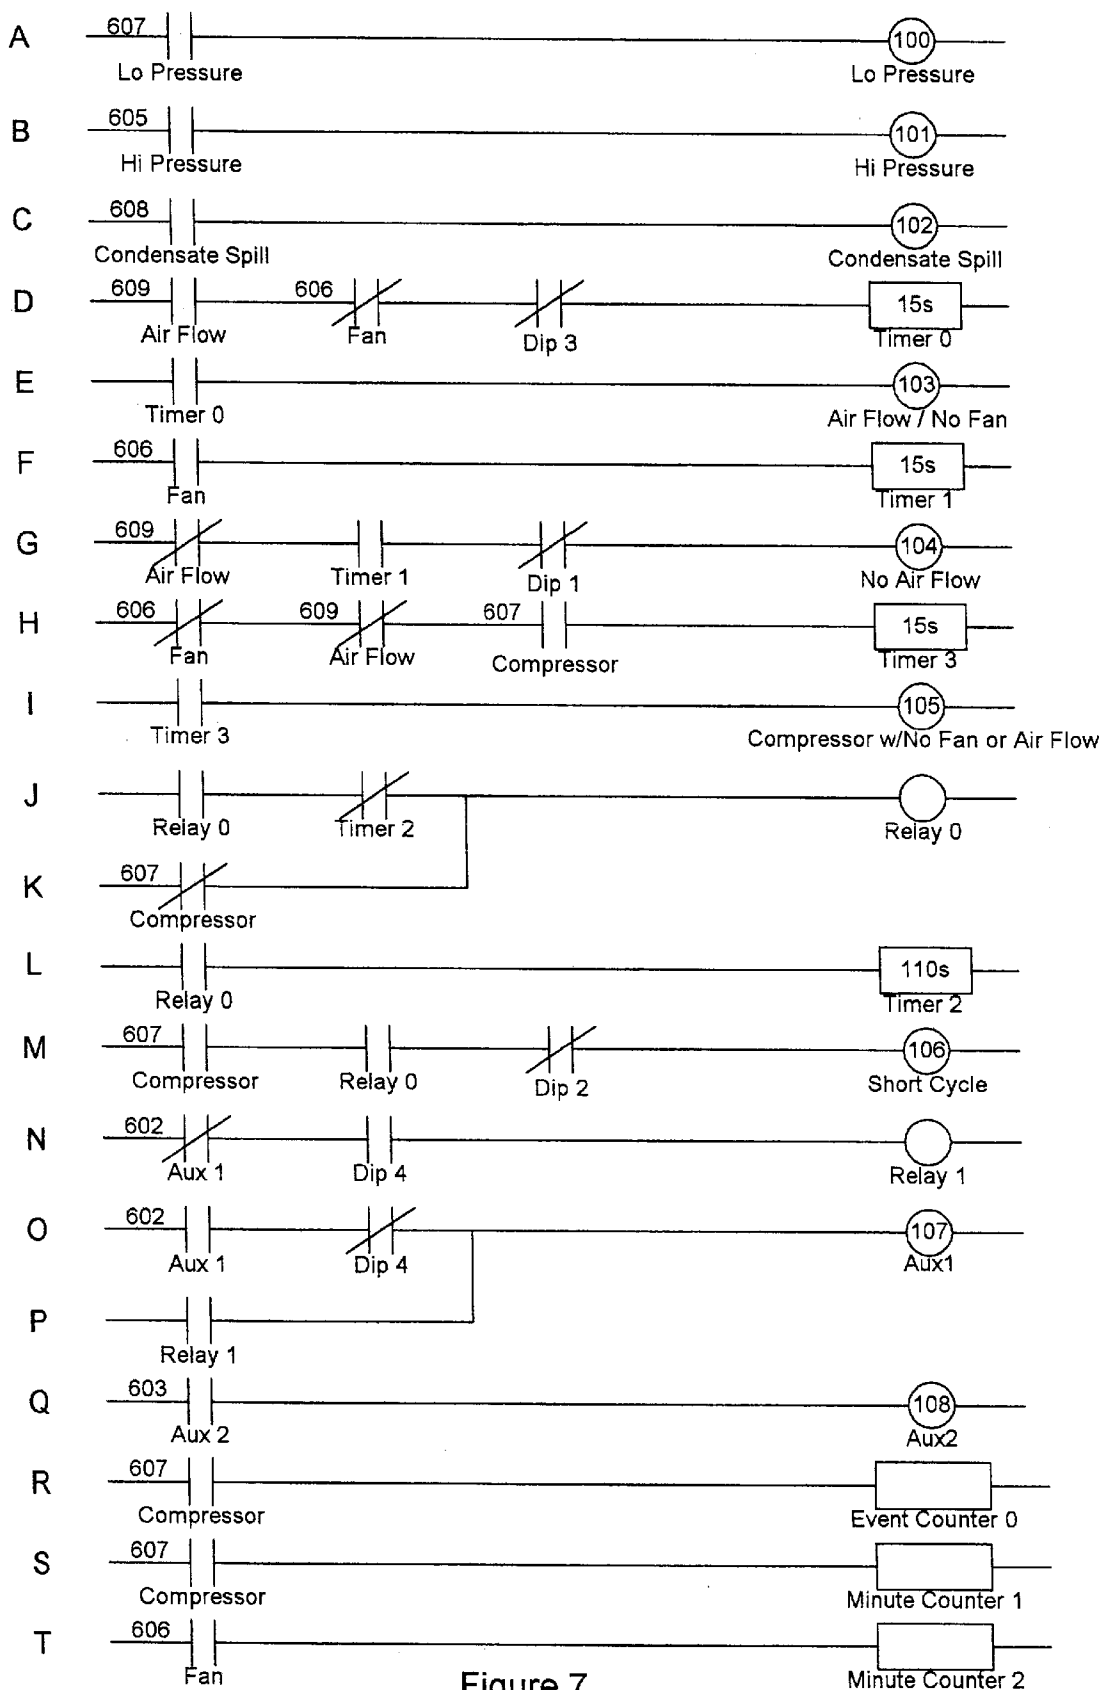 A 607 100
Lo Pressure Lo Pressure
B 605 101
Hi Pressure Hi Pressure
C 608 102
Condensate Spill Condensate Spill
D 609 606 15s
Air Flow Fan Dip 3 Timer 0
E 103
Timer 0 Air Flow / No Fan
F 606 15s
Fan Timer 1
G 609 104
Air Flow Timer 1 Dip 1 No Air Flow
H 606 609 607 15s
Fan Air Flow Compressor Timer 3
I 105
Timer 3 Compressor w/No Fan or Air Flow
J
Relay 0 Timer 2 Relay 0
K 607
Compressor
L 110s
Relay 0 Timer 2
M 607 106
Compressor Relay 0 Dip 2 Short Cycle
N 602
Aux 1 Dip 4 Relay 1
O 602 107
Aux 1 Dip 4 Aux1
P
Relay 1
Q 603 108
Aux 2 Aux2
R 607
Compressor Event Counter 0
S 607
Compressor Minute Counter 1
T 606
Fan Minute Counter 2
Figure 7